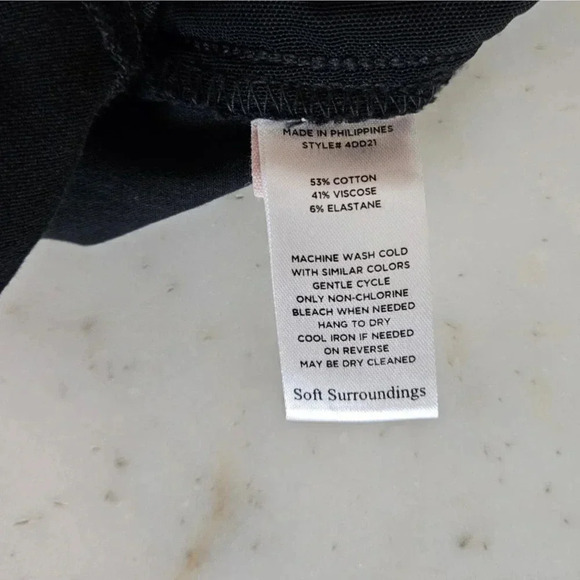 MADE IN PHILIPPINES
STYLE# 4DD21
53% COTTON
41% VISCOSE
6% ELASTANE
MACHINE WASH COLD
WITH SIMILAR COLORS
GENTLE CYCLE
ONLY NON-CHLORINE
BLEACH WHEN NEEDED
HANG TO DRY
COOL IRON IF NEEDED
ON REVERSE
MAY BE DRY CLEANED
Soft Surroundings